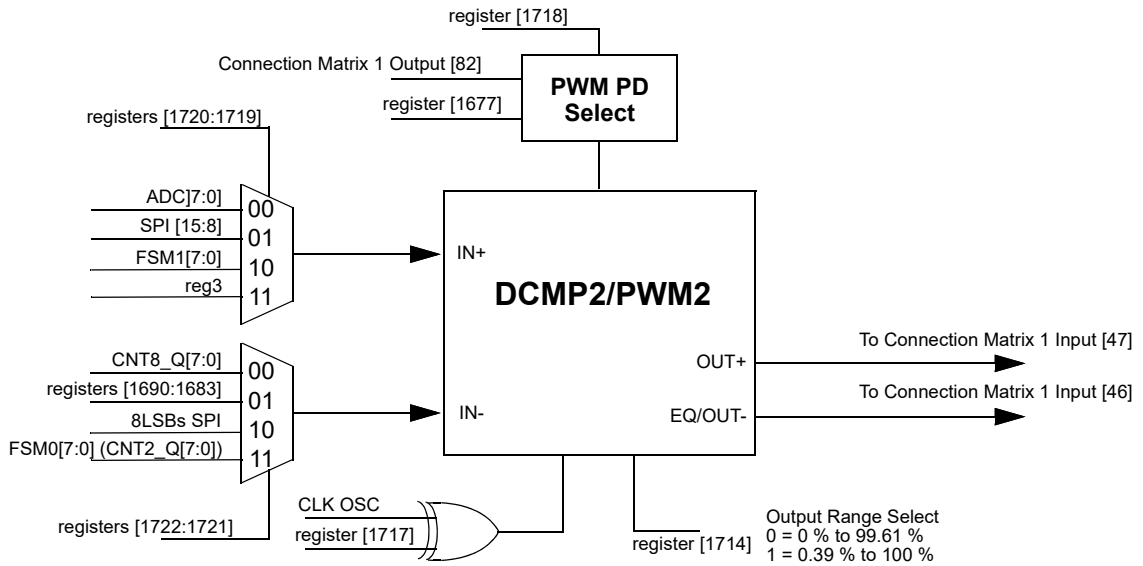 register [1718]
Connection Matrix 1 Output [82]
register [1677]
PWM PD
Select
registers [1720:1719]
ADC]7:0]
SPI [15:8]
FSM1[7:0]
reg3
00
01
10
11
IN+
DCMP2/PWM2
CNT8_Q[7:0]
registers [1690:1683]
8LSBs SPI
FSM0[7:0] (CNT2_Q[7:0])
00
01
10
11
IN-
OUT+
EQ/OUT-
To Connection Matrix 1 Input [47]
To Connection Matrix 1 Input [46]
registers [1722:1721]
CLK OSC
register [1717]
register [1714]
Output Range Select
0 = 0 % to 99.61 %
1 = 0.39 % to 100 %